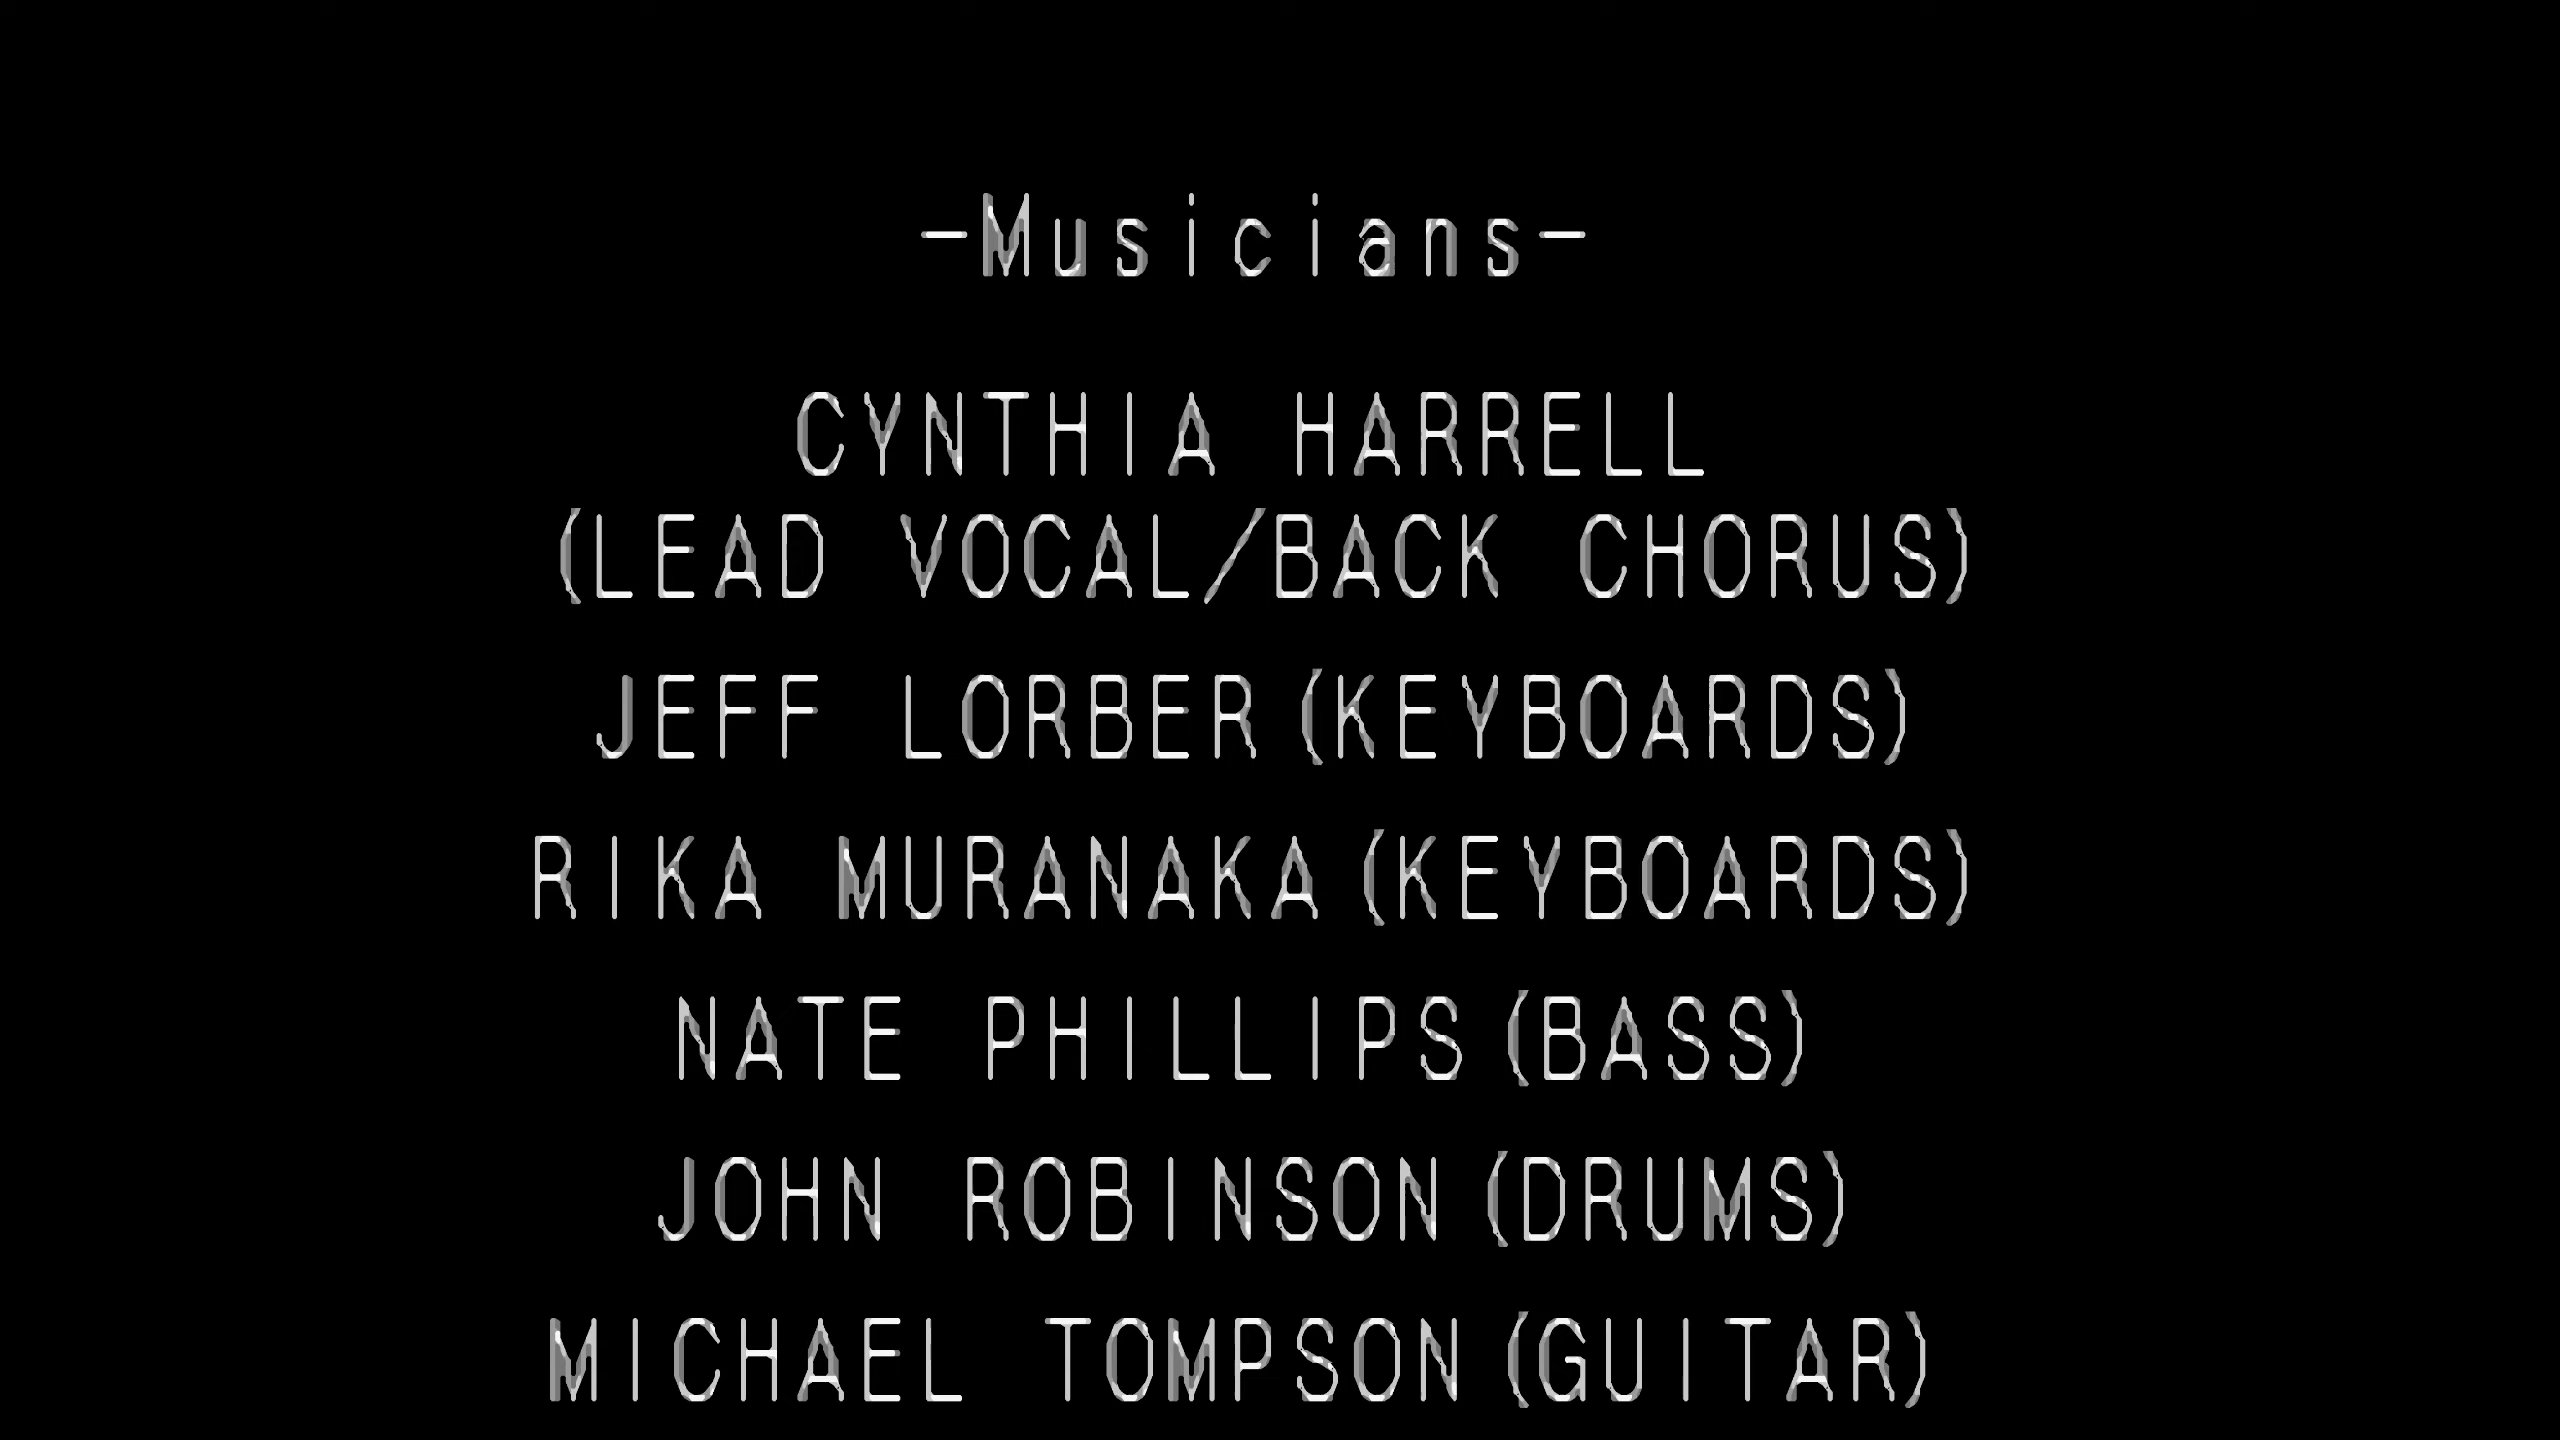 -Musicians-
CYNTHIA HARRELL
(LEAD VOCAL/BACK CHORUS)
JEFF LORBER(KEYBOARDS)
RIKA MURANAKA(KEYBOARDS)
NATE PHILLIPS(BASS)
JOHN ROBINSON(DRUMS)
MICHAEL TOMPSON(GUITAR)